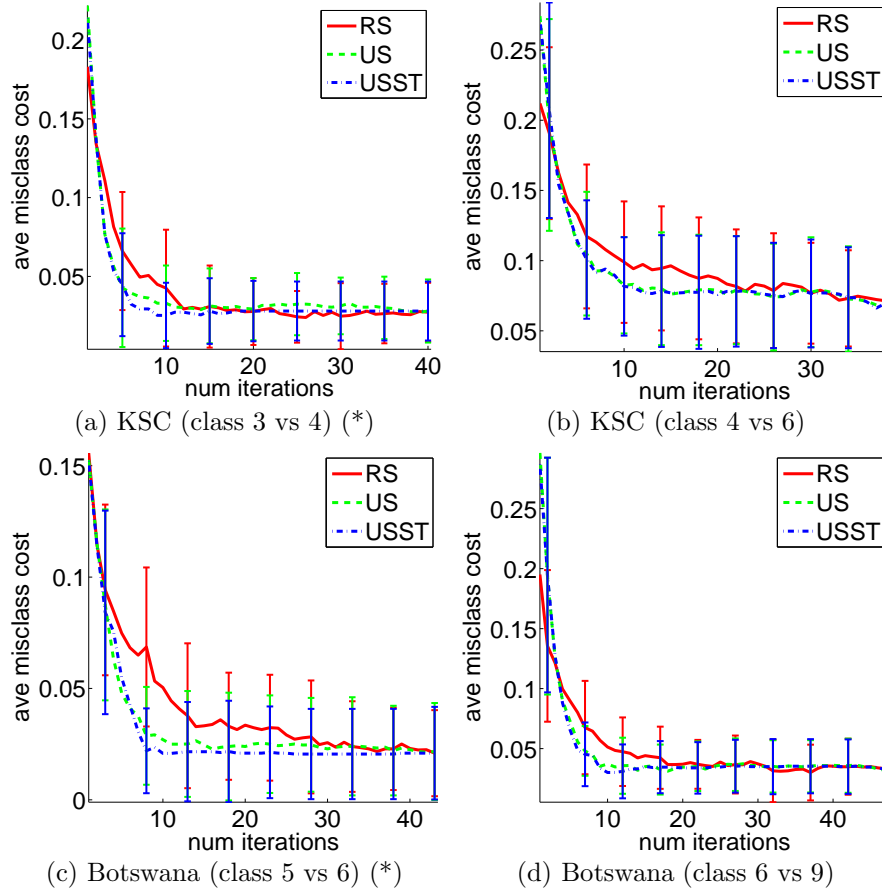 0.2
0.15
0.1
0.05
ave misclass cost
RS
US
USST
10 20 30 40
num iterations
(a) KSC (class 3 vs 4) (*)
0.25
0.2
0.15
0.1
0.05
ave misclass cost
RS
US
USST
10 20 30
num iterations
(b) KSC (class 4 vs 6)
0.15
0.1
0.05
0
ave misclass cost
RS
US
USST
10 20 30 40
num iterations
(c) Botswana (class 5 vs 6) (*)
0.25
0.2
0.15
0.1
0.05
ave misclass cost
RS
US
USST
10 20 30 40
num iterations
(d) Botswana (class 6 vs 9)